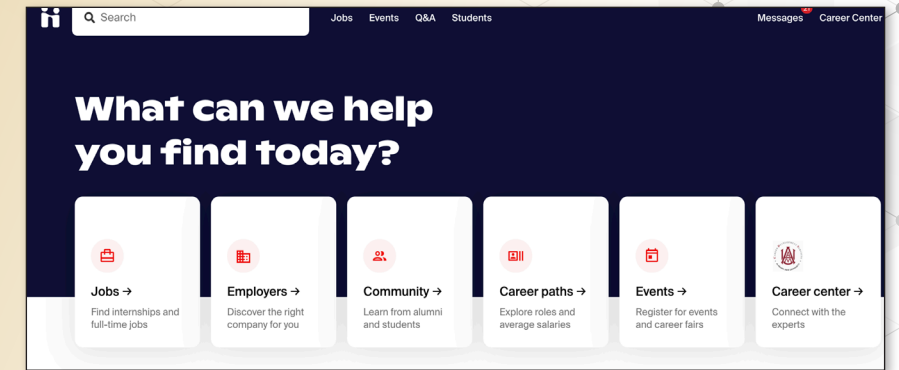 Search
Jobs Events Q&A Students
Messages Career Center
What can we help
you find today?
Jobs →
Find internships and
full-time jobs
Employers →
Discover the right
company for you
Community →
Learn from alumni
and students
Career paths →
Explore roles and
average salaries
Events →
Register for events
and career fairs
Career center →
Connect with the
experts